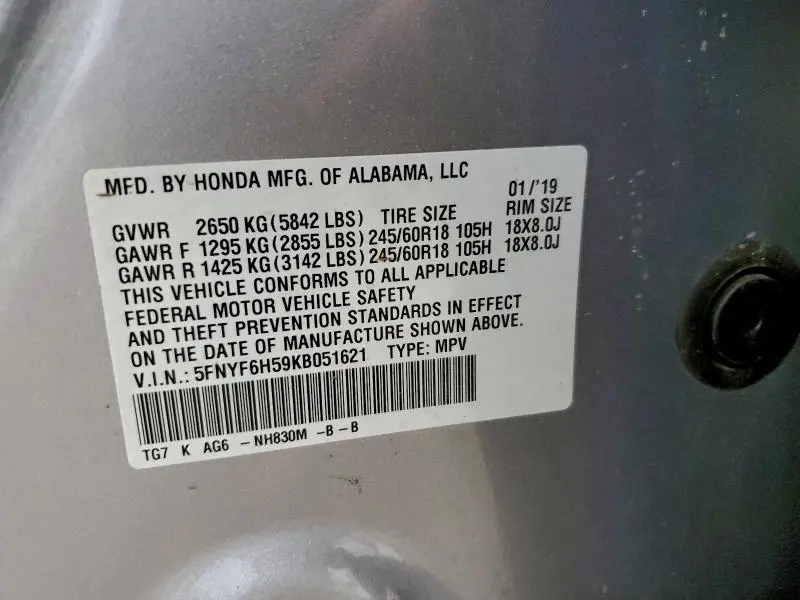 MFD. BY HONDA MFG. OF ALABAMA, LLC 01/'19
GVWR 2650 KG(5842 LBS) TIRE SIZE RIM SIZE
GAWR F 1295 KG(2855 LBS) 245/60R18 105H 18X8.0J
GAWR R 1425 KG(3142 LBS) 245/60R18 105H 18X8.0J
THIS VEHICLE CONFORMS TO ALL APPLICABLE
FEDERAL MOTOR VEHICLE SAFETY
AND THEFT PREVENTION STANDARDS IN EFFECT
ON THE DATE OF MANUFACTURE SHOWN ABOVE.
V.I.N.: 5FNYF6H59KB051621 TYPE: MPV
TG7 K AG6 - NH830M -B - B